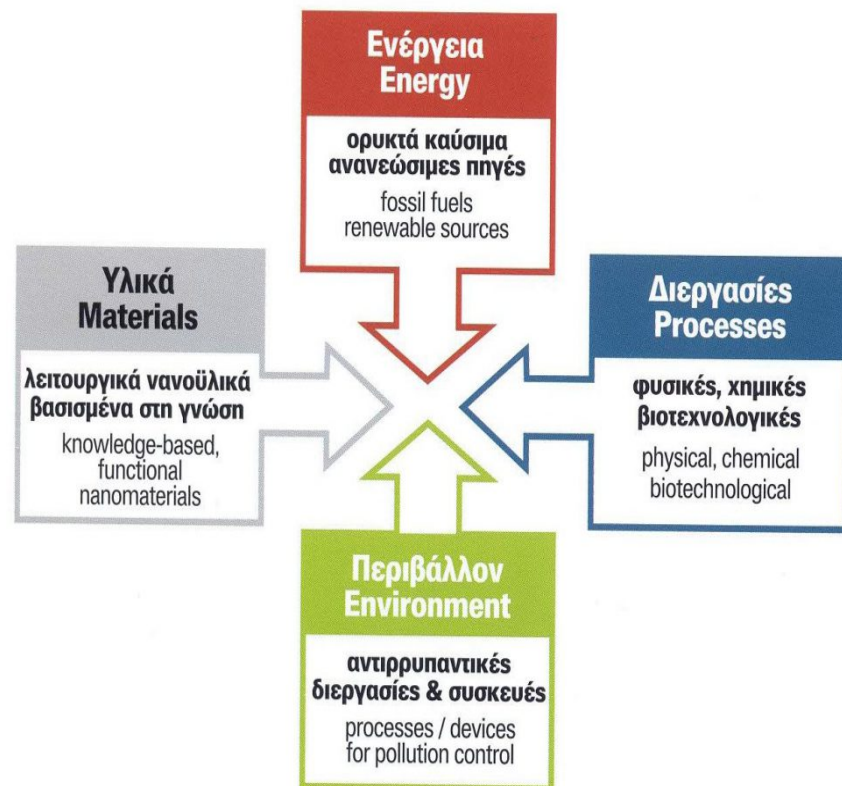 Ενέργεια
Energy
ορυκτά καύσιμα
ανανεώσιμες πηγές
fossil fuels
renewable sources
Υλικά
Materials
λειτουργικά νανοϋλικά
βασισμένα στη γνώση
knowledge-based,
functional
nanomaterials
Διεργασίες
Processes
φυσικές, χημικές
βιοτεχνολογικές
physical, chemical
biotechnological
Περιβάλλον
Environment
αντιρρυπαντικές
διεργασίες & συσκευές
processes / devices
for pollution control